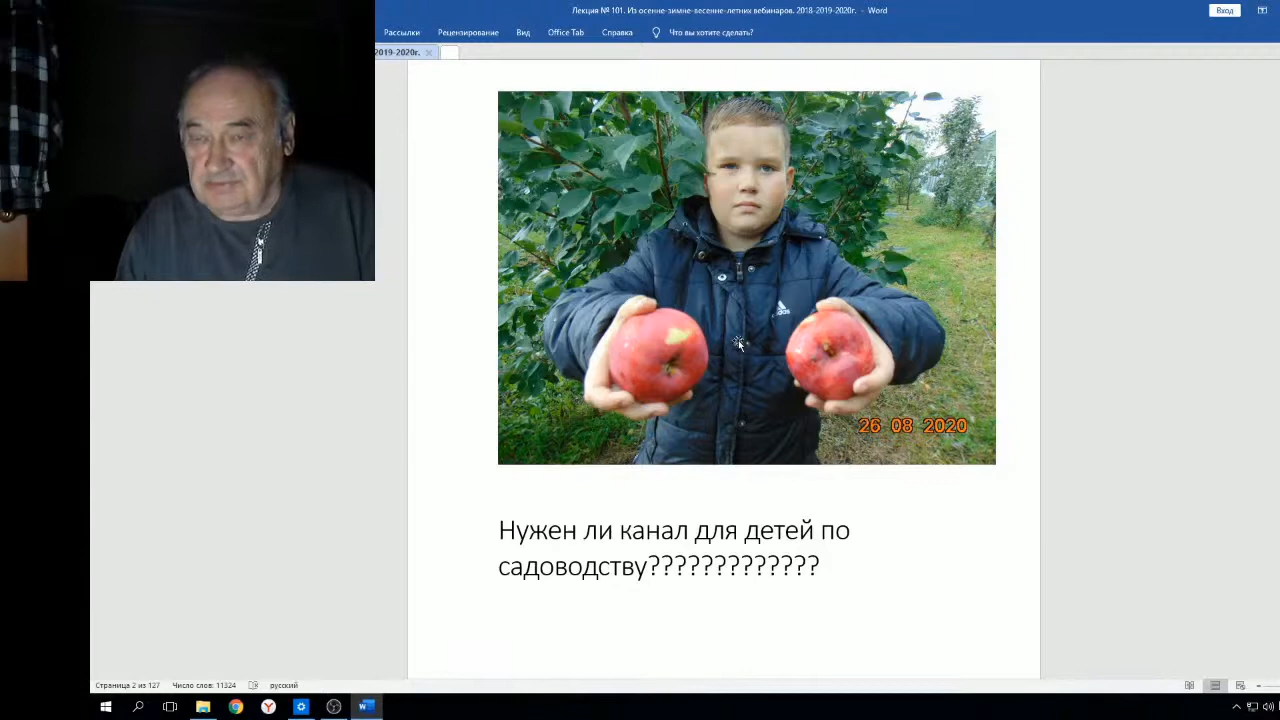 Лекция № 101. Из осенне-зимне-весенне-летних вебинаров. 2018-2019-2020г. - Word
Вход
Рассылки Рецензирование Вид Office Tab Справка Что вы хотите сделать?
2019-2020г.
adidas
26 08 2020
Нужен ли канал для детей по
садоводству?????????????
Страница 2 из 127 Число слов: 11324 русский